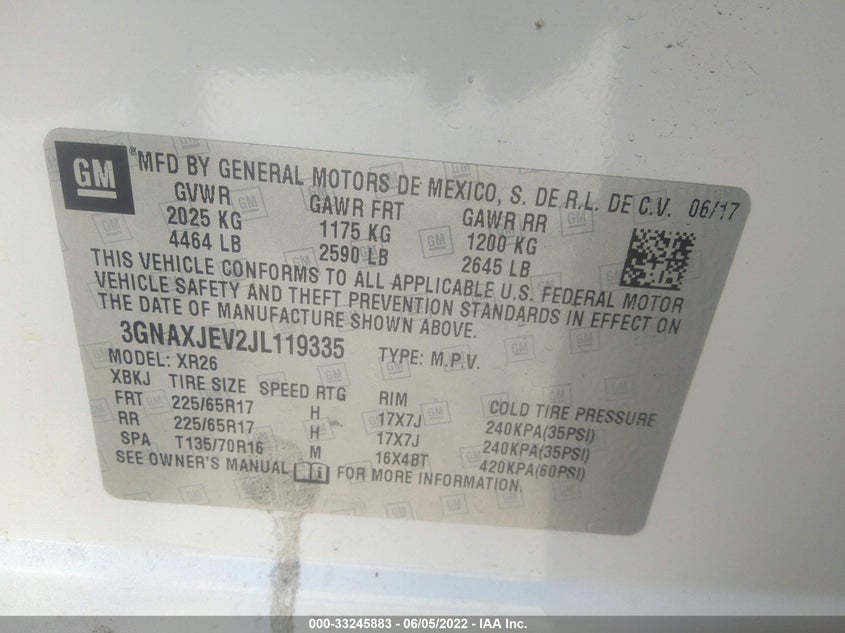 GM ®MFD BY GENERAL MOTORS DE MEXICO, S. DE R.L. DE C.V. 06/17
GVWR GAWR FRT GAWR RR
2025 KG 1175 KG 1200 KG
4464 LB 2590 LB 2645 LB
THIS VEHICLE CONFORMS TO ALL APPLICABLE U.S. FEDERAL MOTOR
VEHICLE SAFETY AND THEFT PREVENTION STANDARDS IN EFFECT ON
THE DATE OF MANUFACTURE SHOWN ABOVE.
3GNAXJEV2JL119335 TYPE: M.P.V.
MODEL: XR26
XBKJ TIRE SIZE SPEED RTG RIM COLD TIRE PRESSURE
FRT 225/65R17 H 17X7J 240KPA(35PSI)
RR 225/65R17 H 17X7J 240KPA(35PSI)
SPA T135/70R16 M 16X4BT 420KPA(60PSI)
SEE OWNER'S MANUAL FOR MORE INFORMATION.
000-33245883 - 06/05/2022 - IAA Inc.